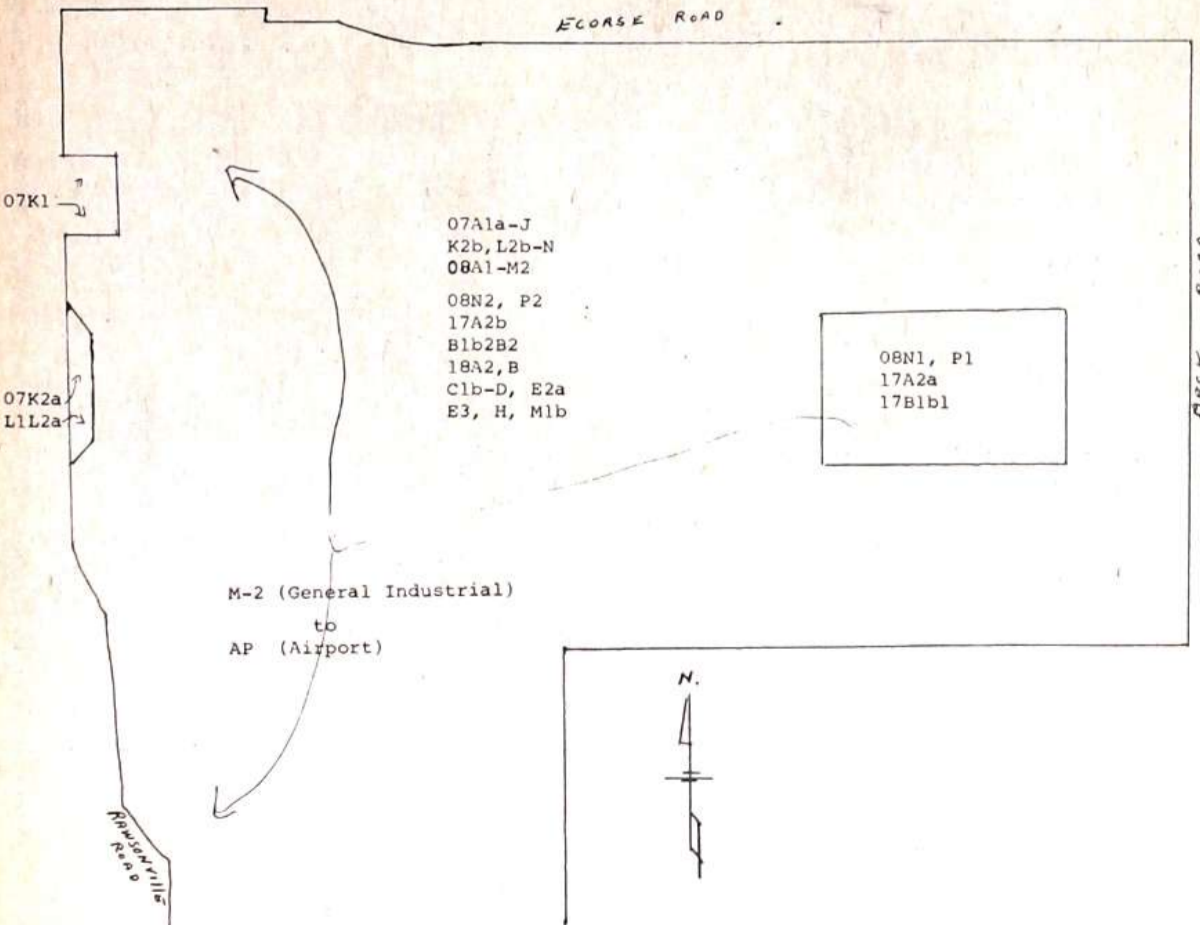 ECORSE ROAD
07K1
07A1a-J
K2b, L2b-N
08A1-M2
08N2, P2
17A2b
B1b2B2
18A2, B
C1b-D, E2a
E3, H, M1b
08N1, P1
17A2a
17B1b1
07K2a
L1L2a
M-2 (General Industrial)
to
AP (Airport)
N.
RAWSONVILLE
ROAD